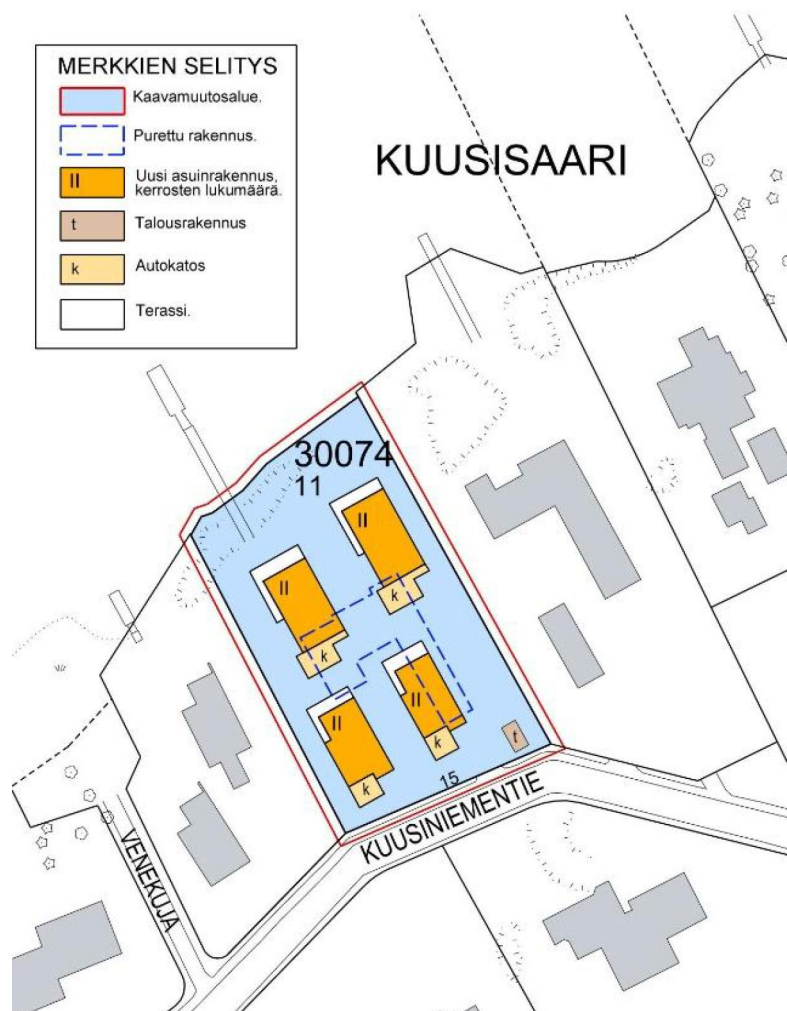 MERKKIEN SELITYS
Kaavamuutosalue.
Purettu rakennus.
II
Uusi asuinrakennus,
kerrosten lukumäärä.
t
Talousrakennus
k
Autokatos
Terassi.
KUUSISAARI
30074
11
II
II
k
k
II
II
k
k
t
15
KUUSINIEMENTIE
VENEKUJA